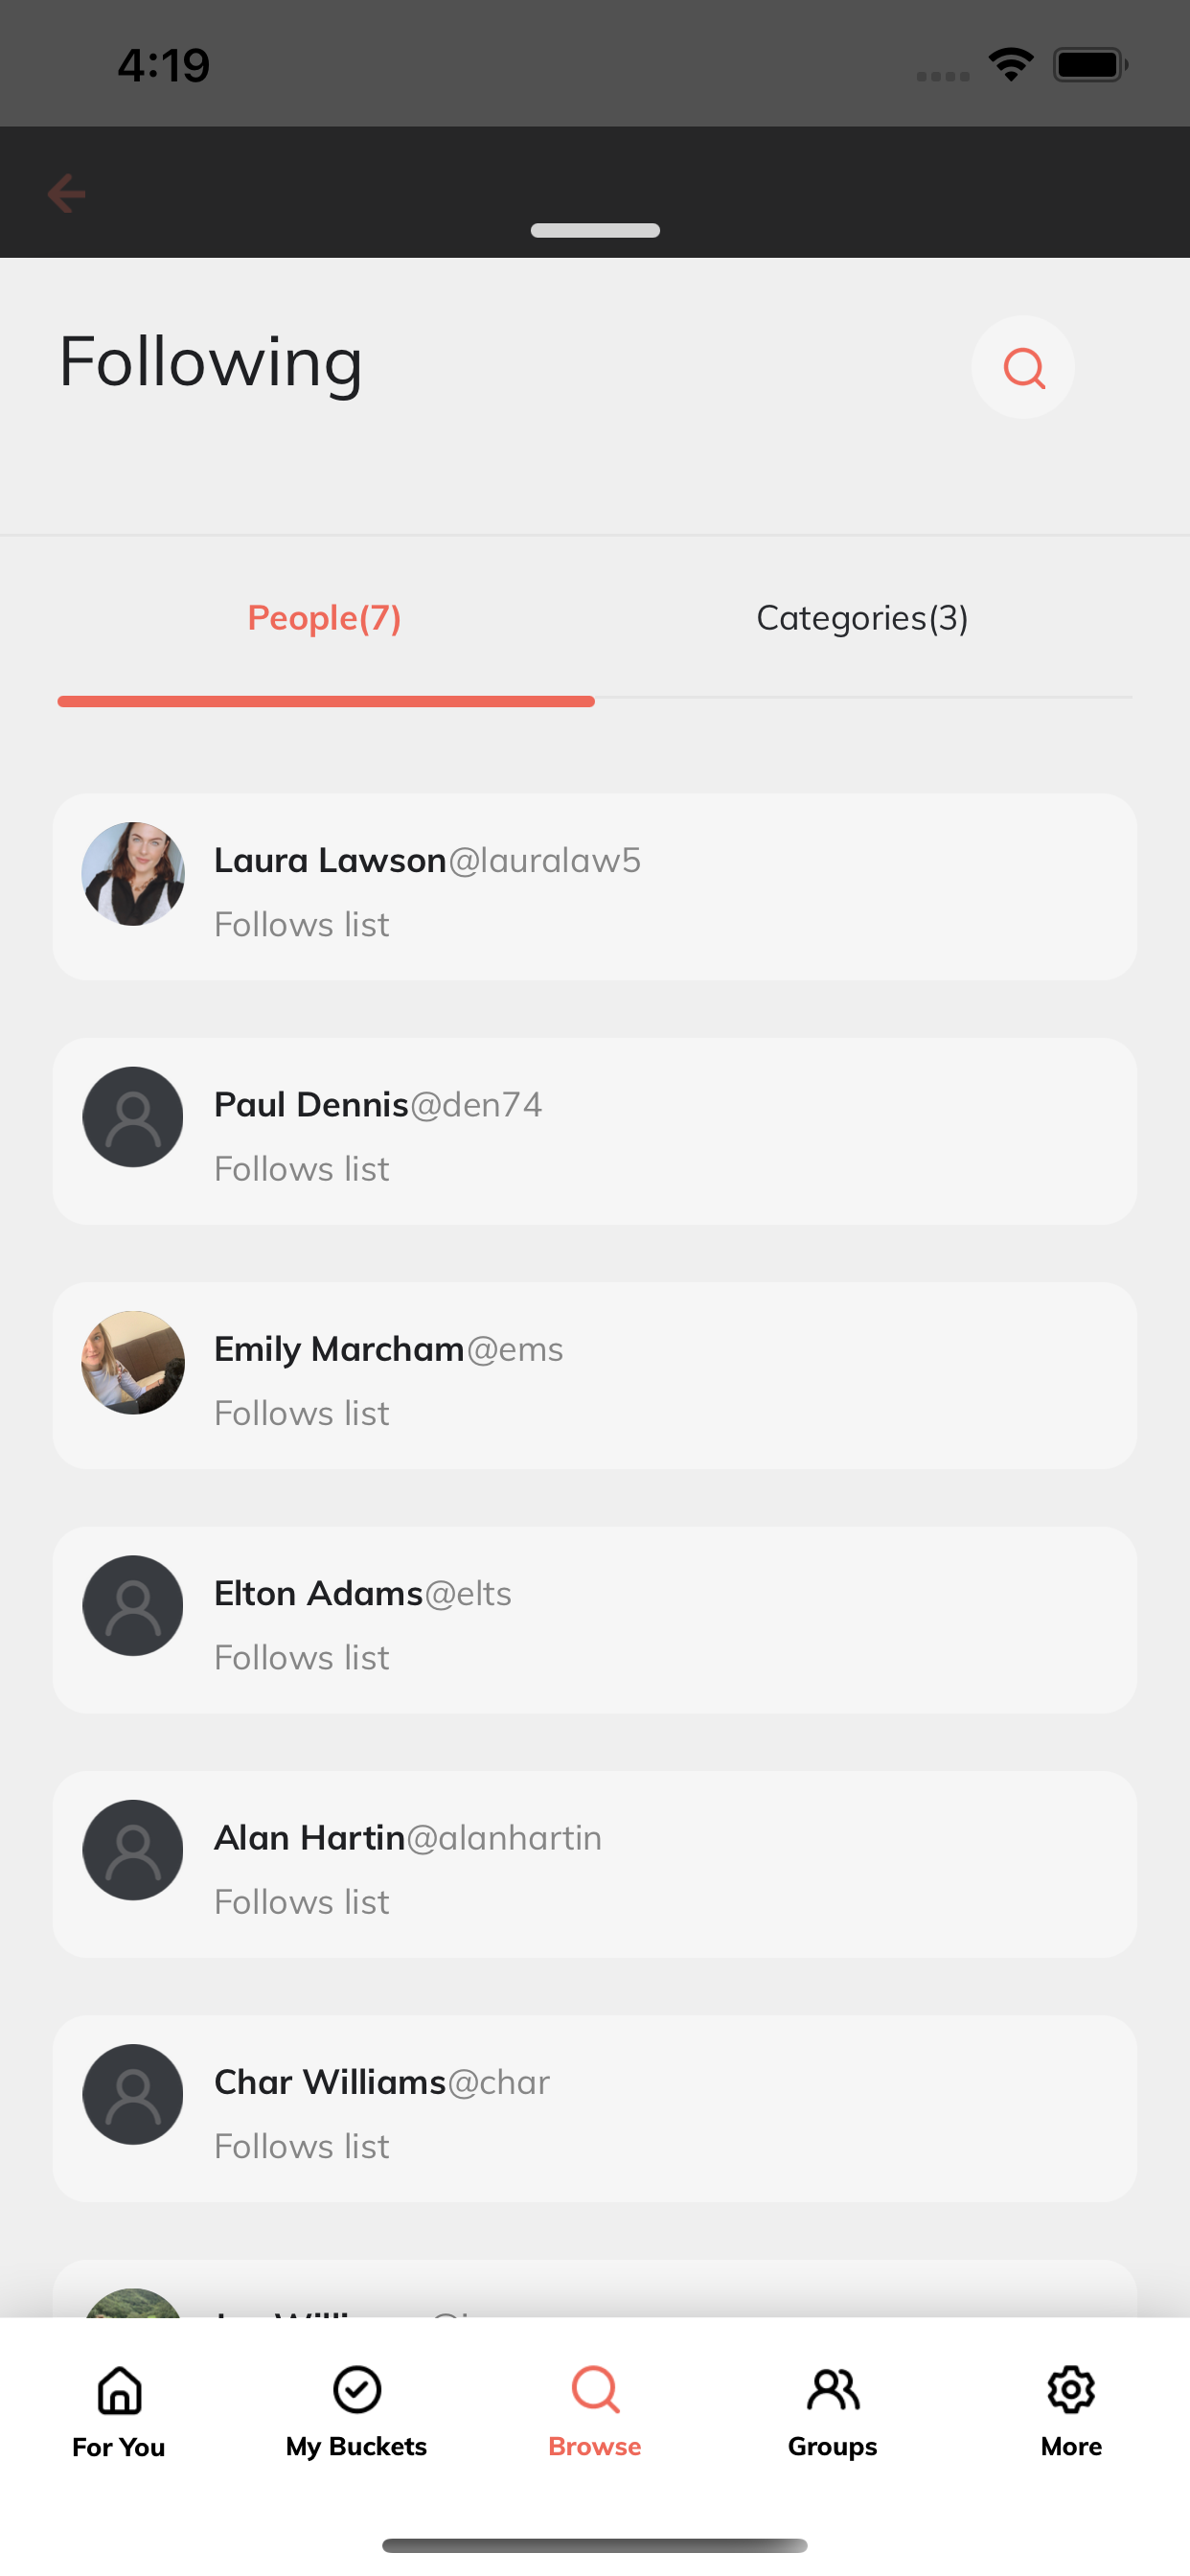 4:19
Following
People(7)
Categories(3)
Laura Lawson@lauralaw5
Follows list
Paul Dennis@den74
Follows list
Emily Marcham@ems
Follows list
Elton Adams@elts
Follows list
Alan Hartin@alanhartin
Follows list
Char Williams@char
Follows list
For You
My Buckets
Browse
Groups
More